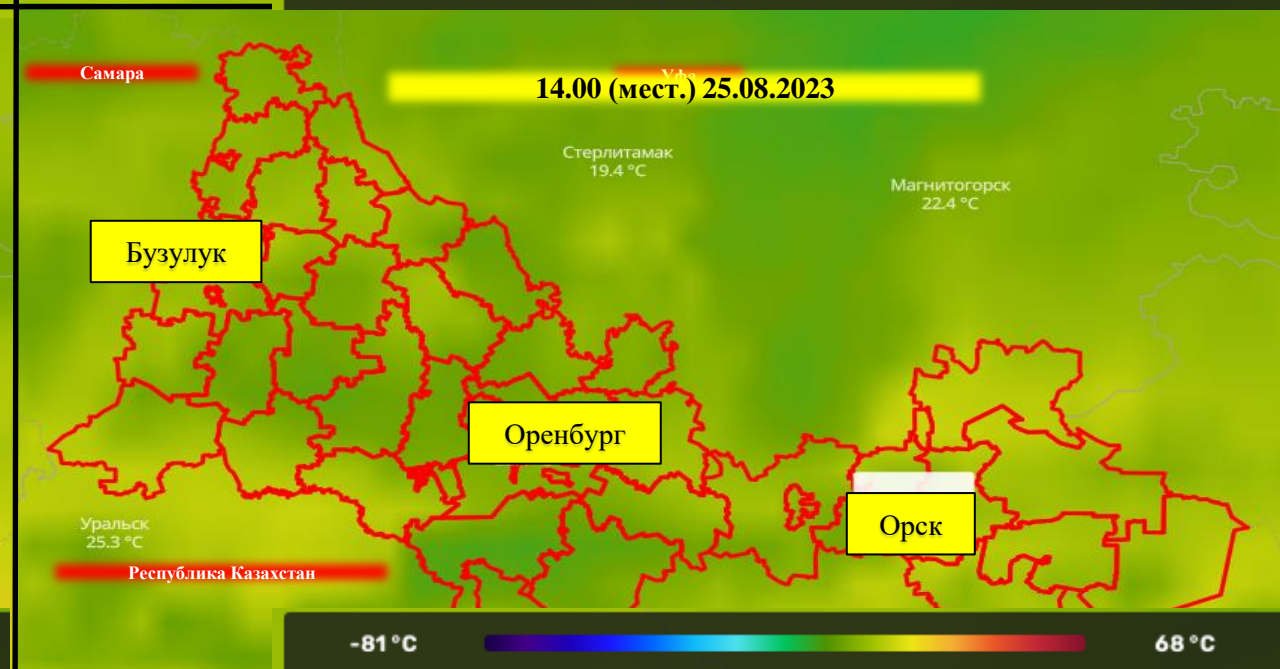 Самара
Уфа
14.00 (мест.) 25.08.2023
Стерлитамак
19.4 °C
Магнитогорск
22.4 °C
Бузулук
Оренбург
Орск
Уральск
25.3 °C
Республика Казахстан
-81°C
68°C